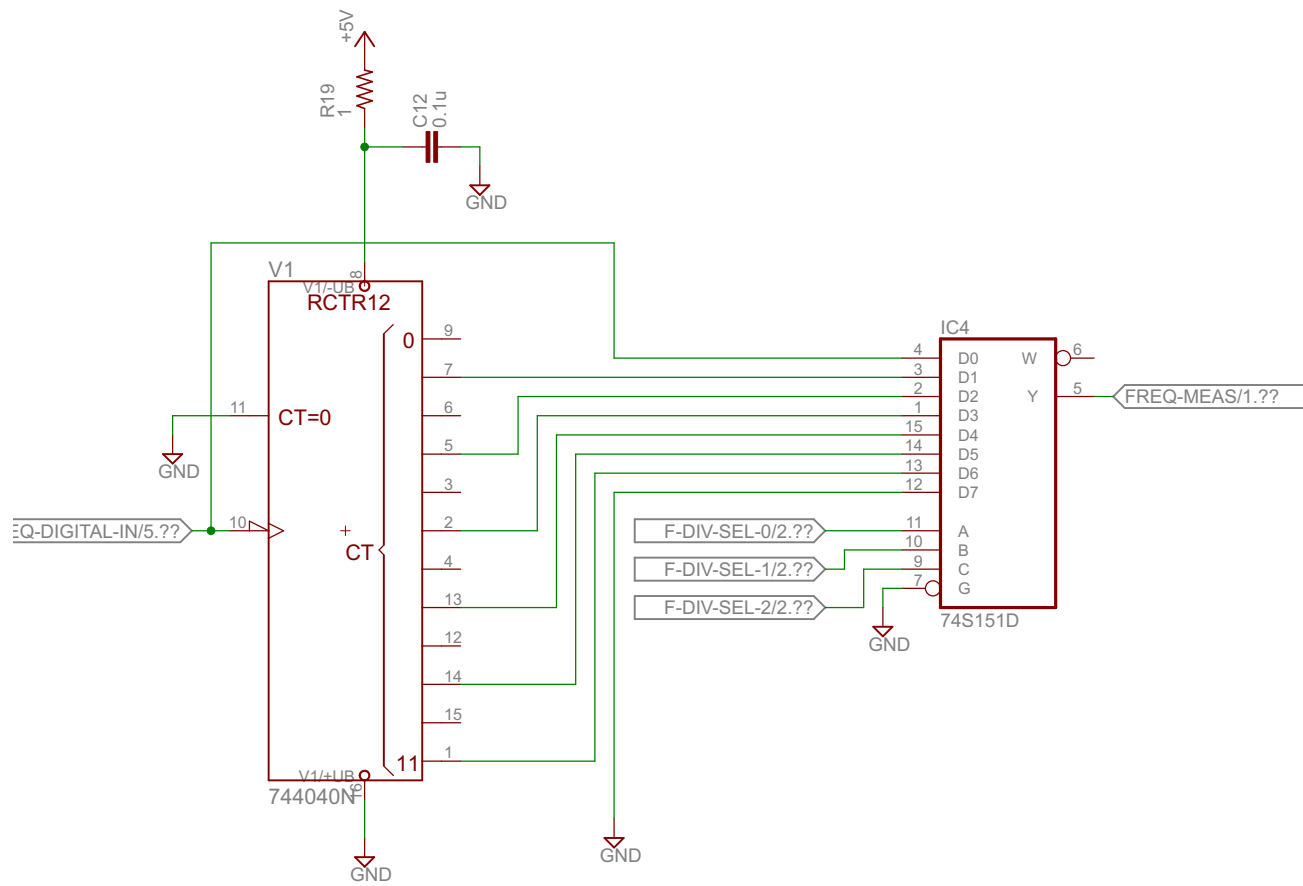 +5V
R19
1
C12
0.1u
GND
V1
8
V1/-UB
RCTR12
0
9
7
6
5
3
2
4
13
12
14
15
11
1
11
CT=0
GND
EQ-DIGITAL-IN/5.??
10
CT
V1/+UB
16
744040N
GND
IC4
4 D0
3 D1
2 D2
1 D3
15 D4
14 D5
13 D6
12 D7
11 A
10 B
9 C
7 G
W 6
Y 5
FREQ-MEAS/1.??
F-DIV-SEL-0/2.??
F-DIV-SEL-1/2.??
F-DIV-SEL-2/2.??
GND
74S151D
GND